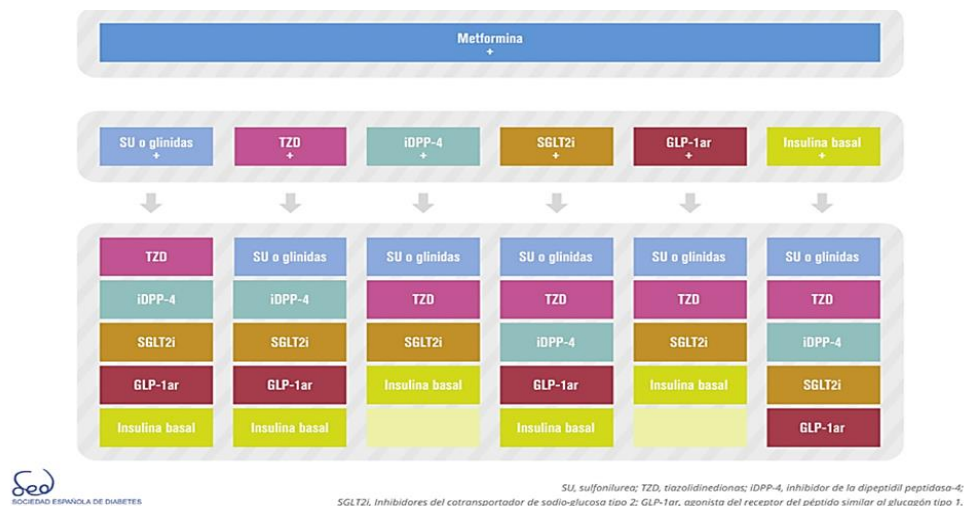 Metformina
+
SU o glinidas
+
TZD
+
iDPP-4
+
SGLT2i
+
GLP-1ar
+
Insulina basal
+
TZD
iDPP-4
SGLT2i
GLP-1ar
Insulina basal
SU o glinidas
iDPP-4
SGLT2i
GLP-1ar
Insulina basal
SU o glinidas
TZD
SGLT2i
Insulina basal
SU o glinidas
TZD
iDPP-4
GLP-1ar
Insulina basal
SU o glinidas
TZD
SGLT2i
Insulina basal
SU o glinidas
TZD
iDPP-4
SGLT2i
GLP-1ar
sed
SOCIEDAD ESPAÑOLA DE DIABETES
SU, sulfonilurea; TZD, tiazolidinedionas; iDPP-4, inhibidor de la dipeptidil peptidasa-4;
SGLT2i, Inhibidores del cotransportador de sodio-glucosa tipo 2; GLP-1ar, agonista del receptor del péptido similar al glucagón tipo 1.